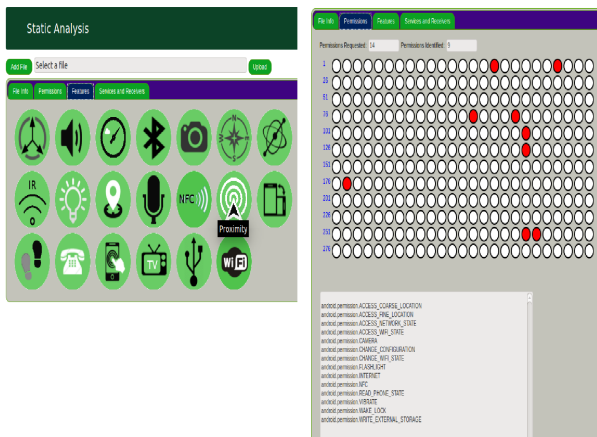 Static Analysis
Add File Select a file Upload
File Info Permissions Features Services and Receivers
IR
N
W E
S
NFC
Proximity
TV
Wi Fi
File Info Permissions Features Services and Receivers
Permissions Requested: 14 Permissions Identified: 9
1
26
51
76
101
126
151
176
201
226
251
276
android.permission.ACCESS_COARSE_LOCATION
android.permission.ACCESS_FINE_LOCATION
android.permission.ACCESS_NETWORK_STATE
android.permission.ACCESS_WIFI_STATE
android.permission.CAMERA
android.permission.CHANGE_CONFIGURATION
android.permission.CHANGE_WIFI_STATE
android.permission.FLASHLIGHT
android.permission.INTERNET
android.permission.NFC
android.permission.READ_PHONE_STATE
android.permission.VIBRATE
android.permission.WAKE_LOCK
android.permission.WRITE_EXTERNAL_STORAGE